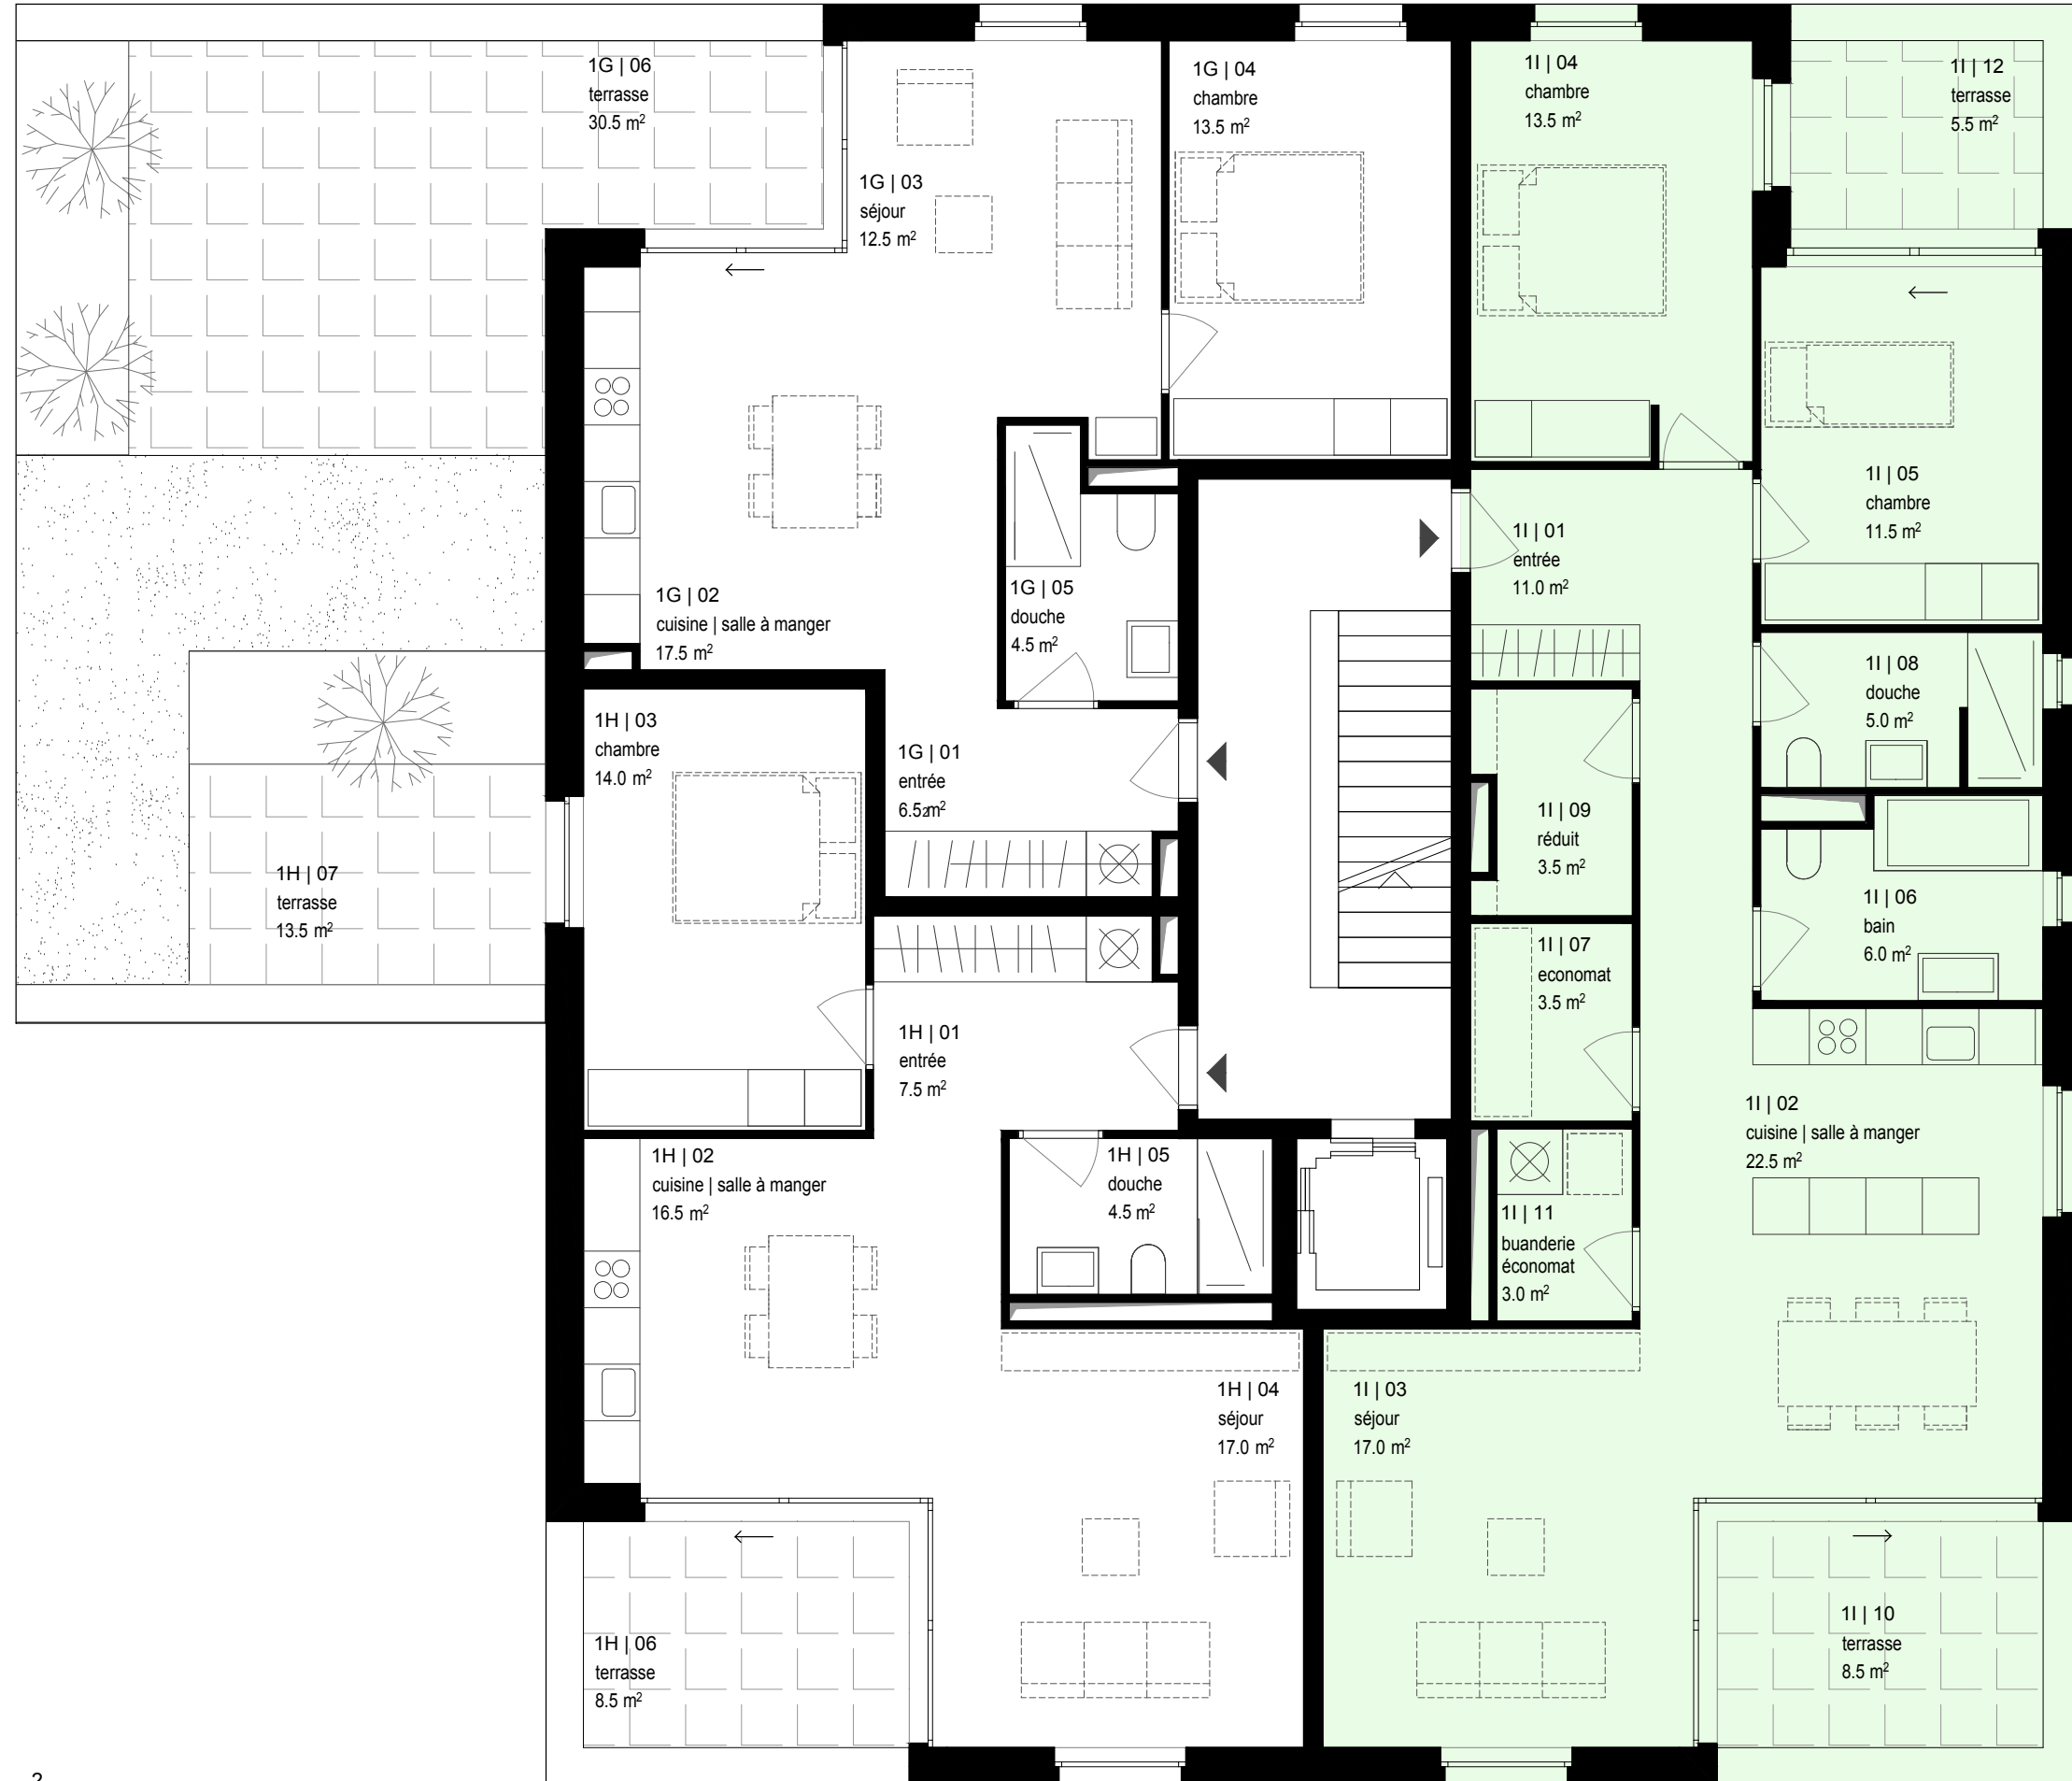 1G | 06
terrasse
30.5 m²
1G | 03
séjour
12.5 m²
1G | 04
chambre
13.5 m²
1I | 04
chambre
13.5 m²
1I | 12
terrasse
5.5 m²
1I | 05
chambre
11.5 m²
1I | 01
entrée
11.0 m²
1G | 02
cuisine | salle à manger
17.5 m²
1G | 05
douche
4.5 m²
1I | 08
douche
5.0 m²
1H | 03
chambre
14.0 m²
1G | 01
entrée
6.5 m²
1I | 09
réduit
3.5 m²
1H | 07
terrasse
13.5 m²
1I | 06
bain
6.0 m²
1I | 07
economat
3.5 m²
1H | 01
entrée
7.5 m²
1I | 02
cuisine | salle à manger
22.5 m²
1H | 02
cuisine | salle à manger
16.5 m²
1H | 05
douche
4.5 m²
1I | 11
buanderie
économat
3.0 m²
1H | 04
séjour
17.0 m²
1I | 03
séjour
17.0 m²
1H | 06
terrasse
8.5 m²
1I | 10
terrasse
8.5 m²